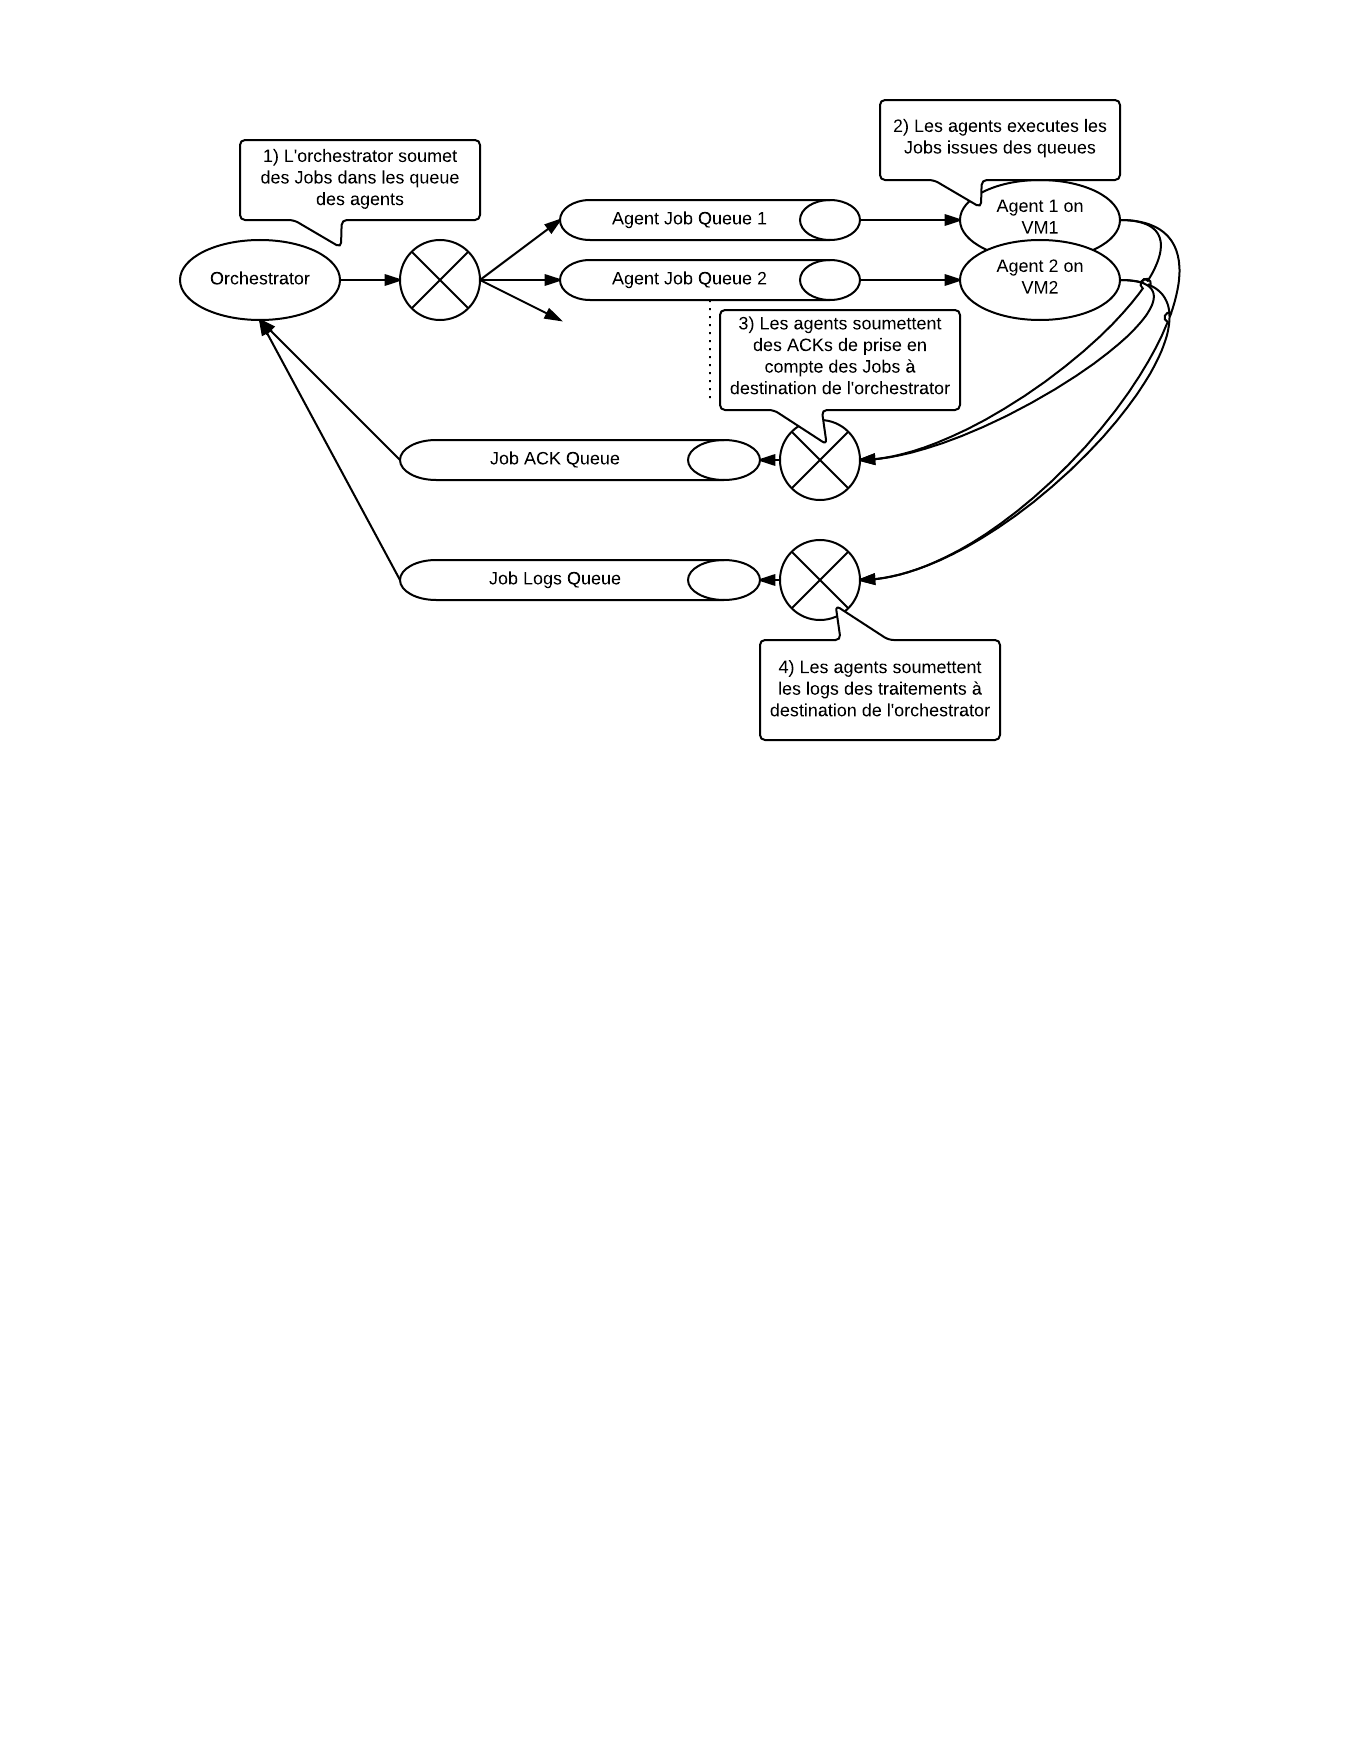 2) Les agents executes les
Jobs issues des queues
1) L'orchestrator soumet
des Jobs dans les queue
des agents
Agent Job Queue 1
Agent 1 on
VM1
Orchestrator
Agent Job Queue 2
Agent 2 on
VM2
3) Les agents soumettent
des ACKs de prise en
compte des Jobs à
destination de l'orchestrator
Job ACK Queue
Job Logs Queue
4) Les agents soumettent
les logs des traitements à
destination de l'orchestrator